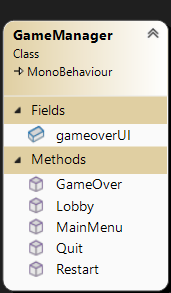 GameManager
Class
MonoBehaviour
Fields
gameoverUI
Methods
GameOver
Lobby
MainMenu
Quit
Restart